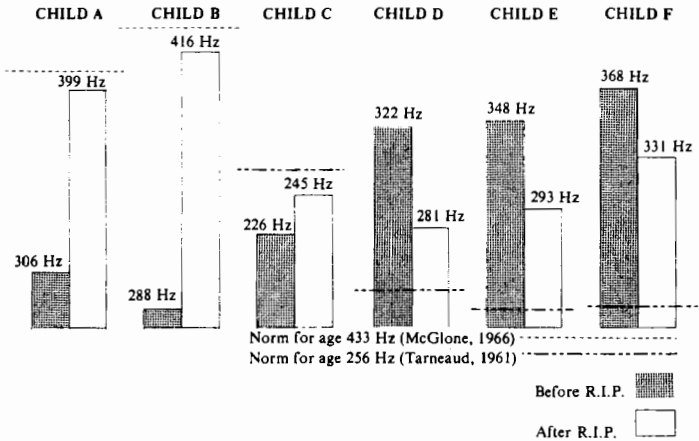 CHILD A CHILD B CHILD C CHILD D CHILD E CHILD F
416 Hz
399 Hz
368 Hz
322 Hz
348 Hz
331 Hz
245 Hz
293 Hz
226 Hz
281 Hz
306 Hz
288 Hz
Norm for age 433 Hz (McGlone, 1966)
Norm for age 256 Hz (Tarneaud, 1961)
Before R.I.P.
After R.I.P.